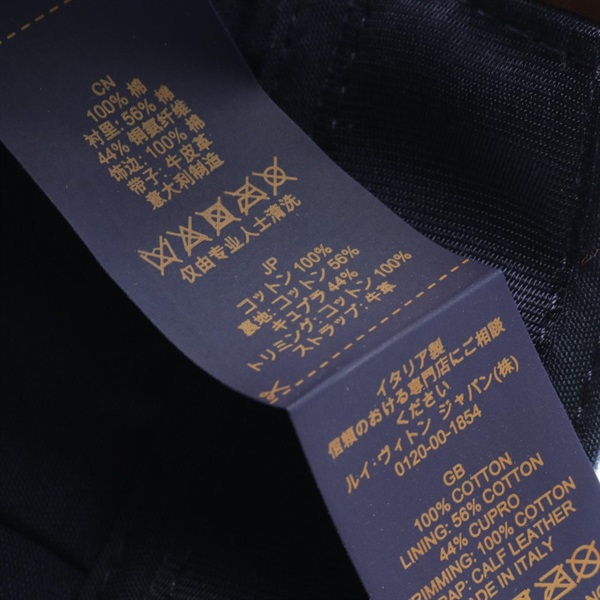 CN
100% 棉
衬里: 56% 棉
44% 铜氨纤维
饰边: 100% 棉
带子: 牛皮革
意大利制造
仅由专业人士清洗
JP
コットン 100%
裏地: コットン 56%
キュプラ 44%
トリミング: コットン 100%
ストラップ: 牛革
イタリア製
信頼のおける専門店にご相談
ください
ルイ・ヴィトン ジャパン(株)
0120-00-1854
GB
100% COTTON
LINING: 56% COTTON
44% CUPRO
TRIMMING: 100% COTTON
STRAP: CALF LEATHER
MADE IN ITALY